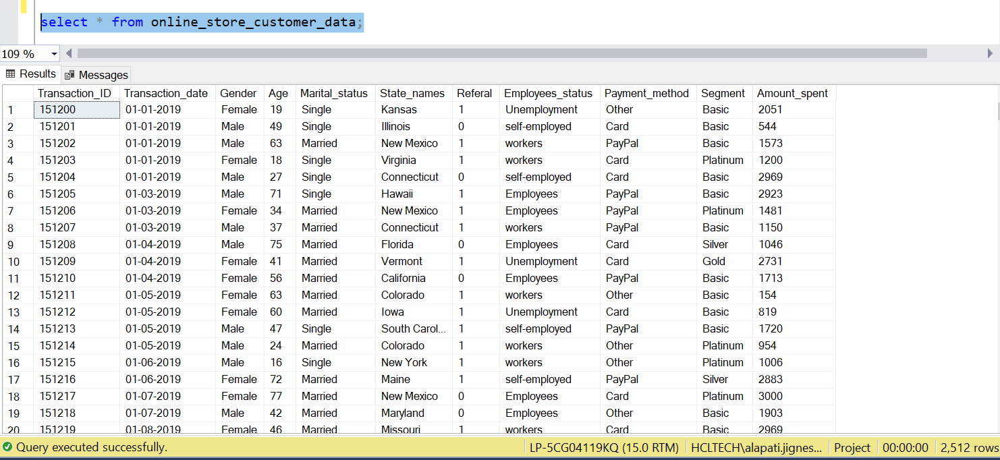 select * from online_store_customer_data;
109 %
Results Messages
Transaction_ID Transaction_date Gender Age Marital_status State_names Referal Employees_status Payment_method Segment Amount_spent
1 151200 01-01-2019 Female 19 Single Kansas 1 Unemployment Other Basic 2051
2 151201 01-01-2019 Male 49 Single Illinois 0 self-employed Card Basic 544
3 151202 01-01-2019 Male 63 Married New Mexico 1 workers PayPal Basic 1573
4 151203 01-01-2019 Female 18 Single Virginia 1 workers Card Platinum 1200
5 151204 01-01-2019 Male 27 Single Connecticut 0 self-employed Card Basic 2969
6 151205 01-03-2019 Male 71 Single Hawaii 1 Employees PayPal Basic 2923
7 151206 01-03-2019 Female 34 Married New Mexico 1 Employees PayPal Platinum 1481
8 151207 01-03-2019 Male 37 Married Connecticut 1 workers PayPal Basic 1150
9 151208 01-04-2019 Male 75 Married Florida 0 Employees Card Silver 1046
10 151209 01-04-2019 Female 41 Married Vermont 1 Unemployment Card Gold 2731
11 151210 01-04-2019 Female 56 Married California 0 Employees PayPal Basic 1713
12 151211 01-05-2019 Female 63 Married Colorado 1 workers Other Basic 154
13 151212 01-05-2019 Female 60 Married Iowa 1 Unemployment Card Basic 819
14 151213 01-05-2019 Male 47 Single South Carol... 1 self-employed PayPal Basic 1720
15 151214 01-05-2019 Male 24 Married Colorado 1 workers Other Platinum 954
16 151215 01-06-2019 Male 16 Single New York 1 workers Other Platinum 1006
17 151216 01-06-2019 Female 72 Married Maine 1 self-employed PayPal Silver 2883
18 151217 01-07-2019 Female 77 Married New Mexico 0 Employees Card Platinum 3000
19 151218 01-07-2019 Male 42 Married Maryland 0 Employees Other Basic 1903
20 151219 01-08-2019 Female 46 Married Missouri 1 workers Card Basic 2969
Query executed successfully. LP-5CG04119KQ (15.0 RTM) HCLTECH\alapati.jignes... Project 00:00:00 2,512 rows